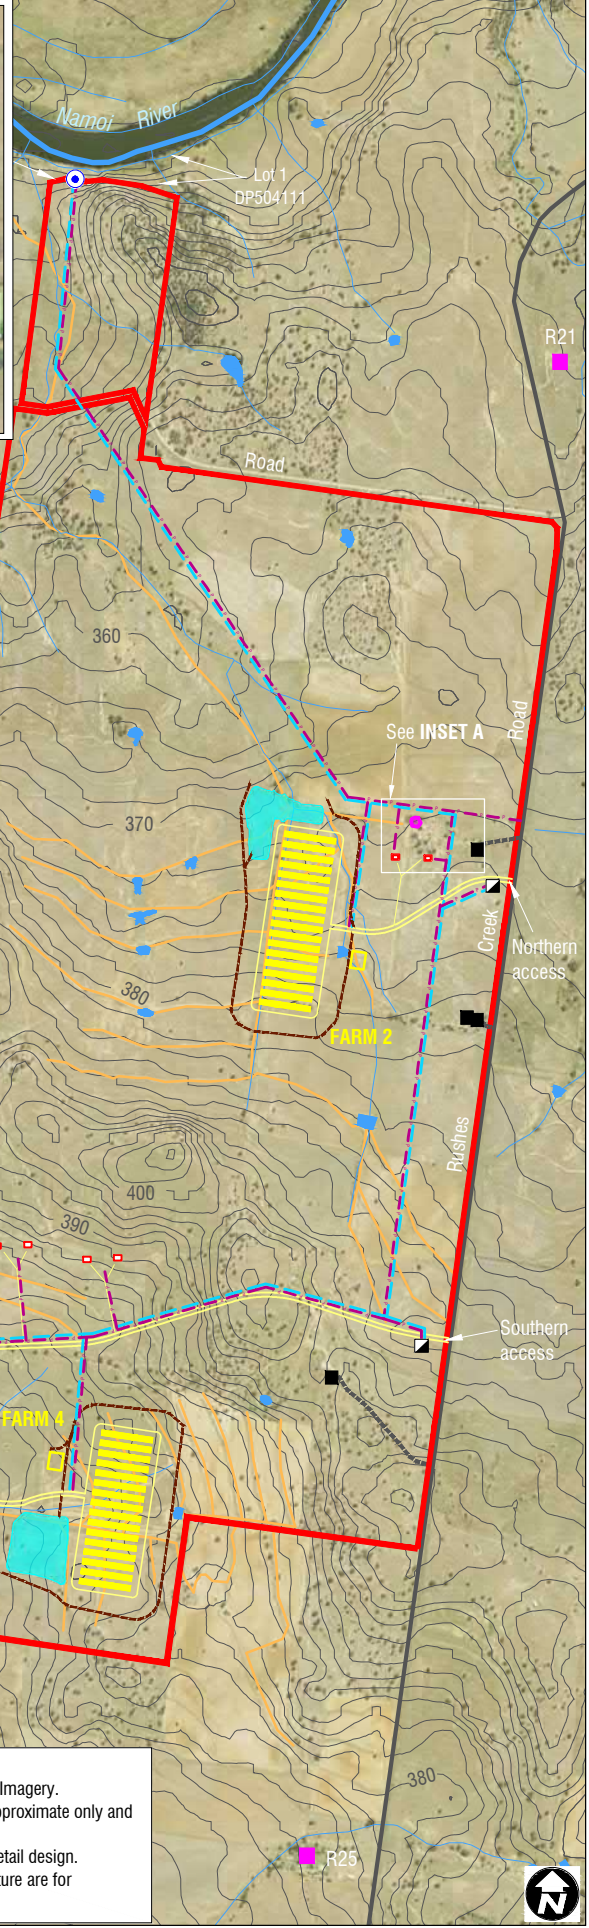 Namoi River
Lot 1
DP504111
R21
Road
360
See INSET A
Road
370
Creek
Northern
access
380
FARM 2
Rushes
400
390
Southern
access
FARM 4
380
Imagery.
approximate only and
etail design.
ture are for
R25
N